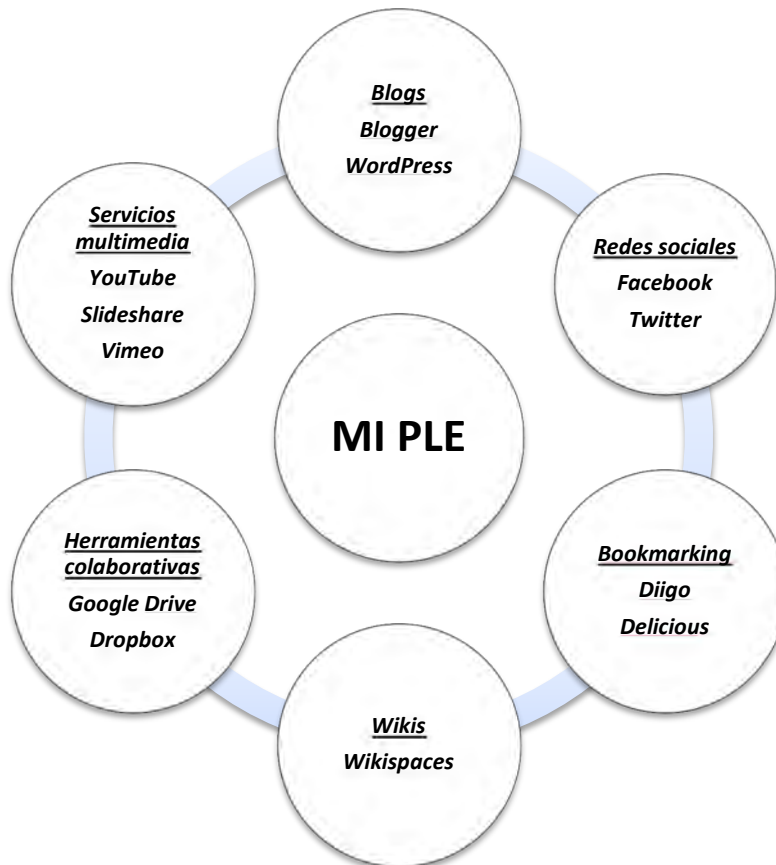 Blogs
Blogger
WordPress
Redes sociales
Facebook
Twitter
Bookmarking
Diigo
Delicious
Wikis
Wikispaces
Herramientas
colaborativas
Google Drive
Dropbox
Servicios
multimedia
YouTube
Slideshare
Vimeo
MI PLE